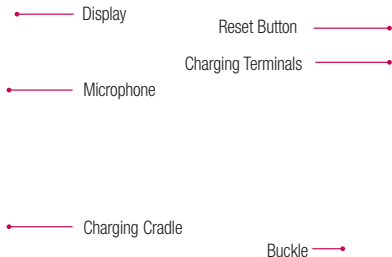 Display
Reset Button
Charging Terminals
Microphone
Charging Cradle
Buckle